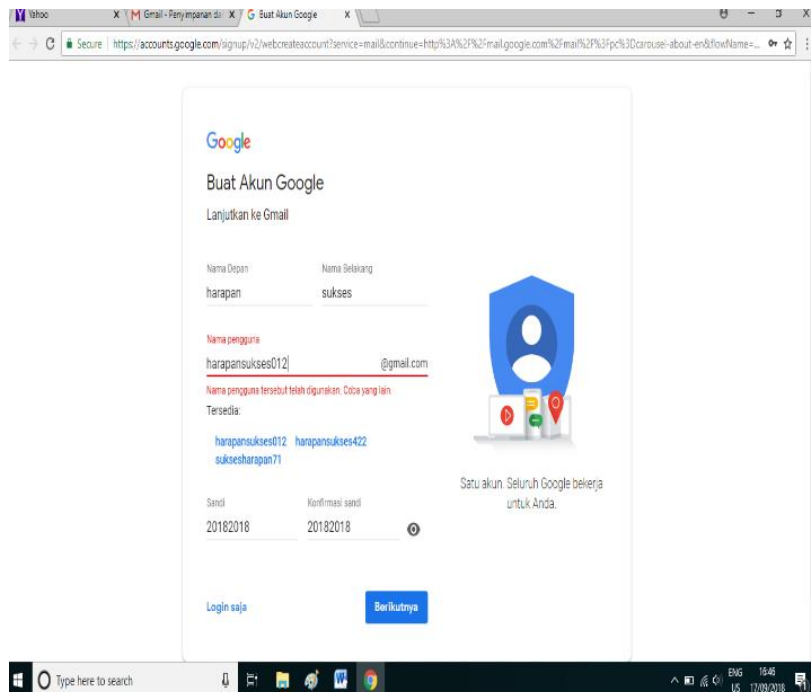 Yahoo X Gmail - Penyimpanan da X Buat Akun Google X
Secure https://accounts.google.com/signup/v2/webcreateaccount?service=mail&continue=http%3A%2F%2Fmail.google.com%2Fmail%2F%3Fpc%3Dcarousel-about-en&flowName=...
Google
Buat Akun Google
Lanjutkan ke Gmail
Nama Depan Nama Belakang
harapan sukses
Nama pengguna
harapansukses012 @gmail.com
Nama pengguna tersebut telah digunakan. Coba yang lain.
Tersedia:
harapansukses012 harapansukses422
suksesharapan71
Satu akun. Seluruh Google bekerja
untuk Anda.
Sandi Konfirmasi sandi
20182018 20182018
Login saja Berikutnya
Type here to search
ENG 16:46
US 17/09/2018